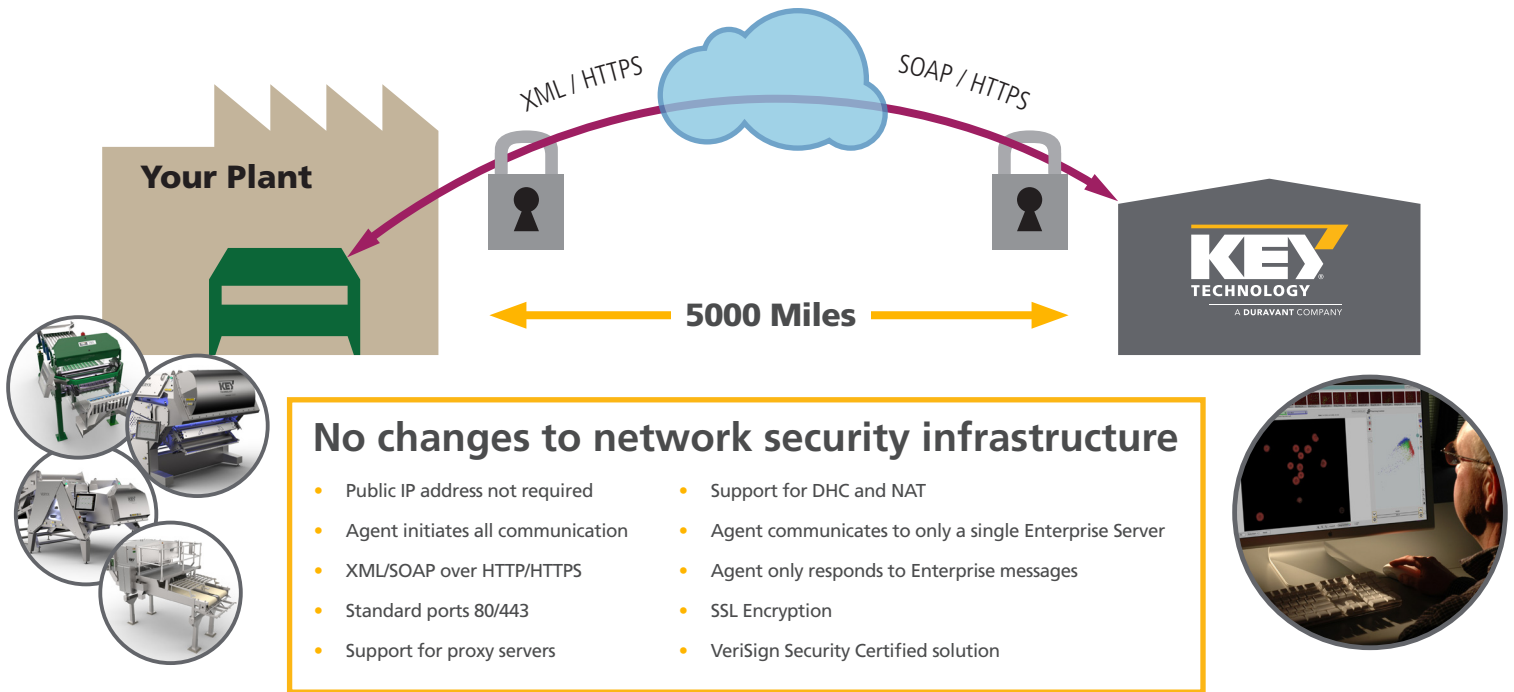 XML / HTTPS
SOAP / HTTPS
Your Plant
KEY
®
TECHNOLOGY
A DURAVANT COMPANY
5000 Miles
KEY
No changes to network security infrastructure
• Public IP address not required
• Agent initiates all communication
• XML/SOAP over HTTP/HTTPS
• Standard ports 80/443
• Support for proxy servers
• Support for DHC and NAT
• Agent communicates to only a single Enterprise Server
• Agent only responds to Enterprise messages
• SSL Encryption
• VeriSign Security Certified solution